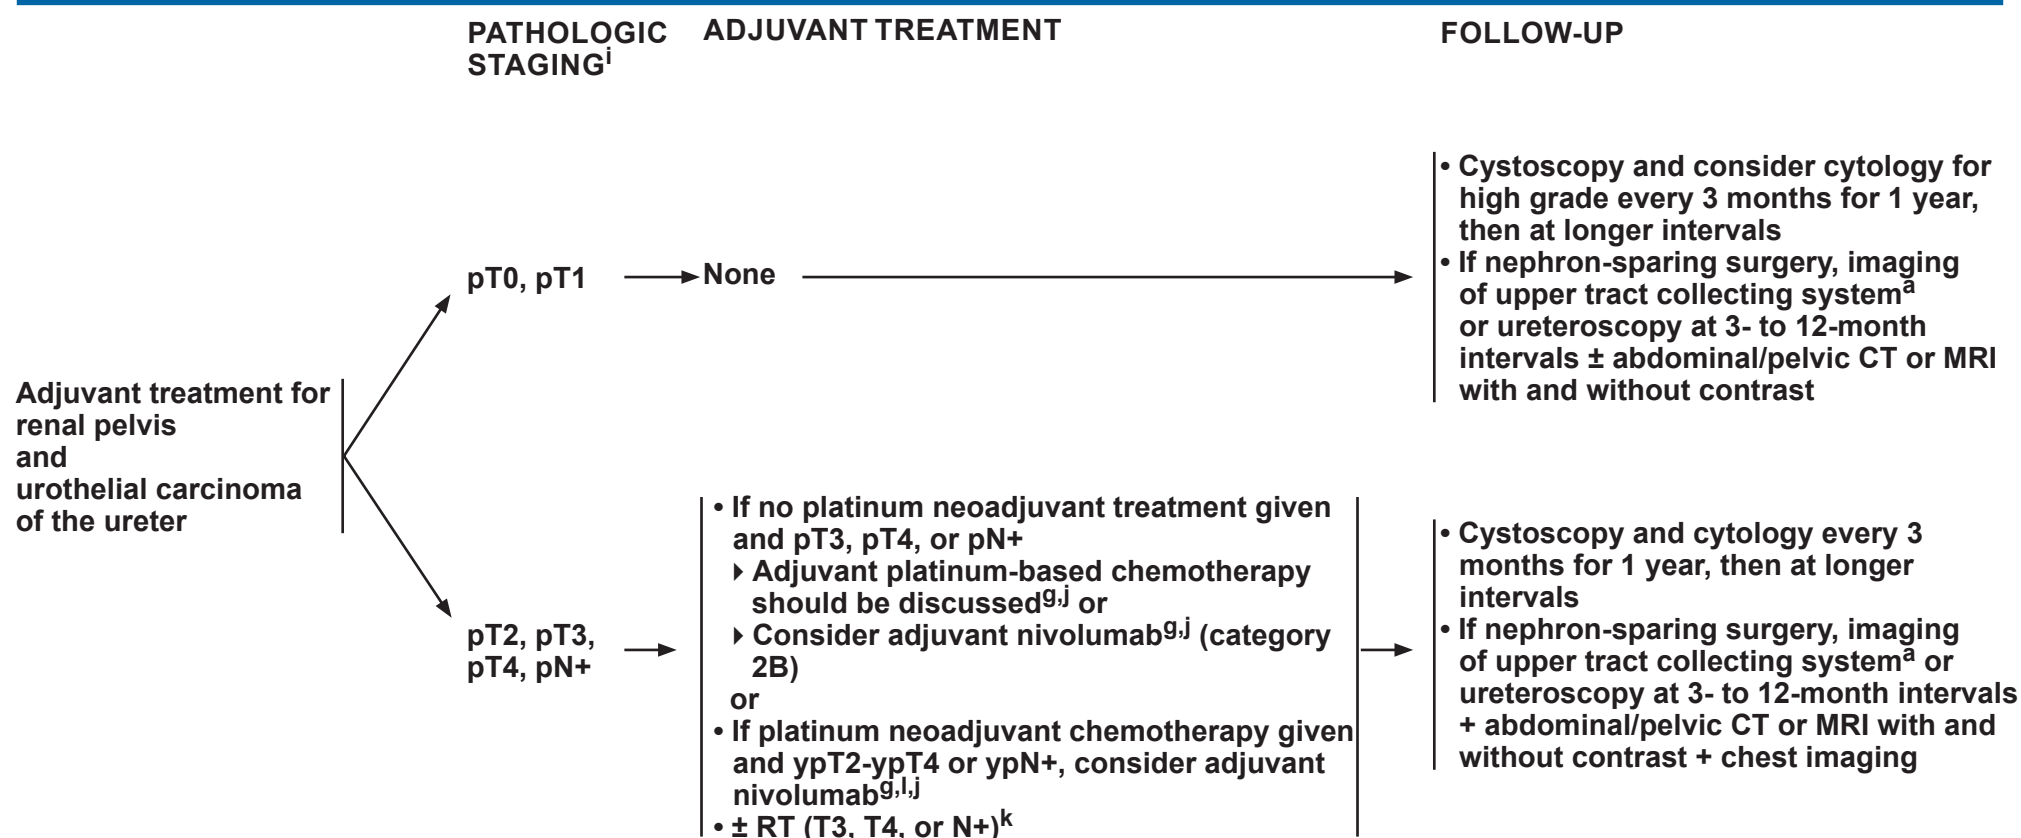 PATHOLOGIC
STAGINGⁱ
ADJUVANT TREATMENT
FOLLOW-UP
Adjuvant treatment for
renal pelvis
and
urothelial carcinoma
of the ureter
pT0, pT1
None
• Cystoscopy and consider cytology for
high grade every 3 months for 1 year,
then at longer intervals
• If nephron-sparing surgery, imaging
of upper tract collecting systemᵃ
or ureteroscopy at 3- to 12-month
intervals ± abdominal/pelvic CT or MRI
with and without contrast
pT2, pT3,
pT4, pN+
• If no platinum neoadjuvant treatment given
and pT3, pT4, or pN+
▸ Adjuvant platinum-based chemotherapy
should be discussedᵍ,ʲ or
▸ Consider adjuvant nivolumabᵍ,ʲ (category
2B)
or
• If platinum neoadjuvant chemotherapy given
and ypT2-ypT4 or ypN+, consider adjuvant
nivolumabᵍ,ˡ,ʲ
• ± RT (T3, T4, or N+)ᵏ
• Cystoscopy and cytology every 3
months for 1 year, then at longer
intervals
• If nephron-sparing surgery, imaging
of upper tract collecting systemᵃ or
ureteroscopy at 3- to 12-month intervals
+ abdominal/pelvic CT or MRI with and
without contrast + chest imaging